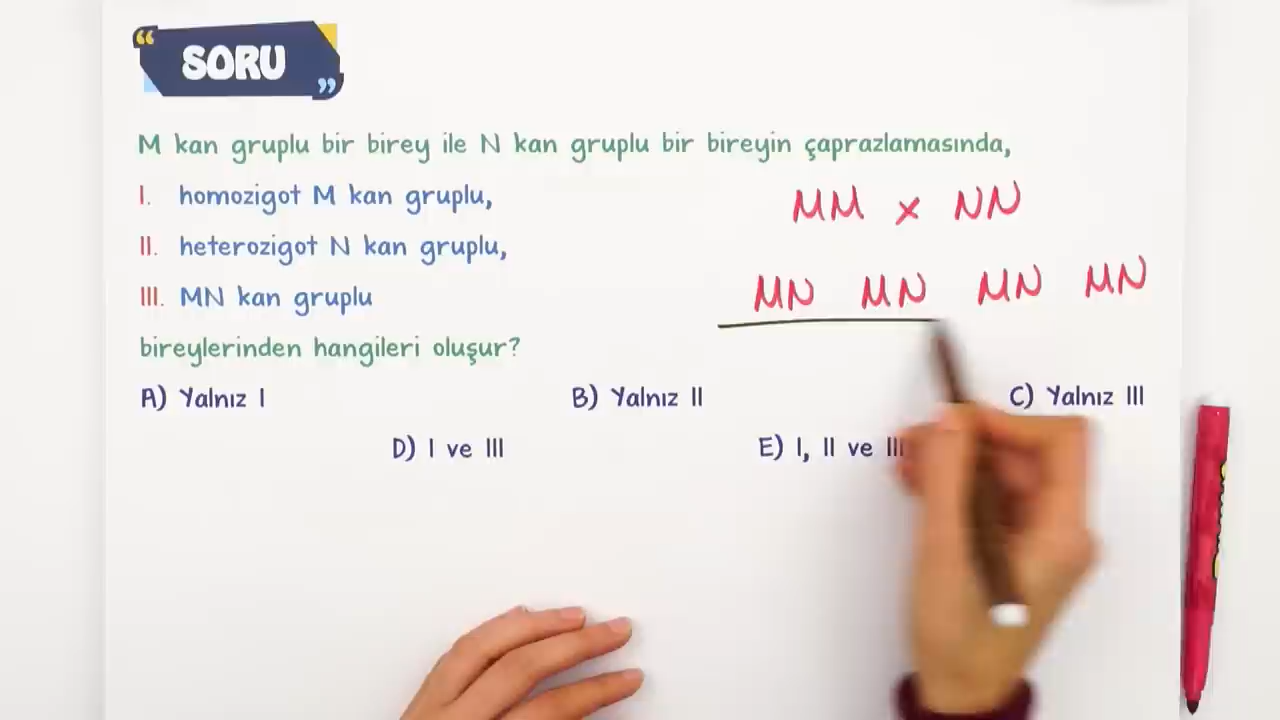 SORU
M kan gruplu bir birey ile N kan gruplu bir bireyin çaprazlamasında,
I. homozigot M kan gruplu,
MM x NN
II. heterozigot N kan gruplu,
III. MN kan gruplu
MN MN MN MN
bireylerinden hangileri oluşur?
A) Yalnız I B) Yalnız II C) Yalnız III
D) I ve III E) I, II ve III